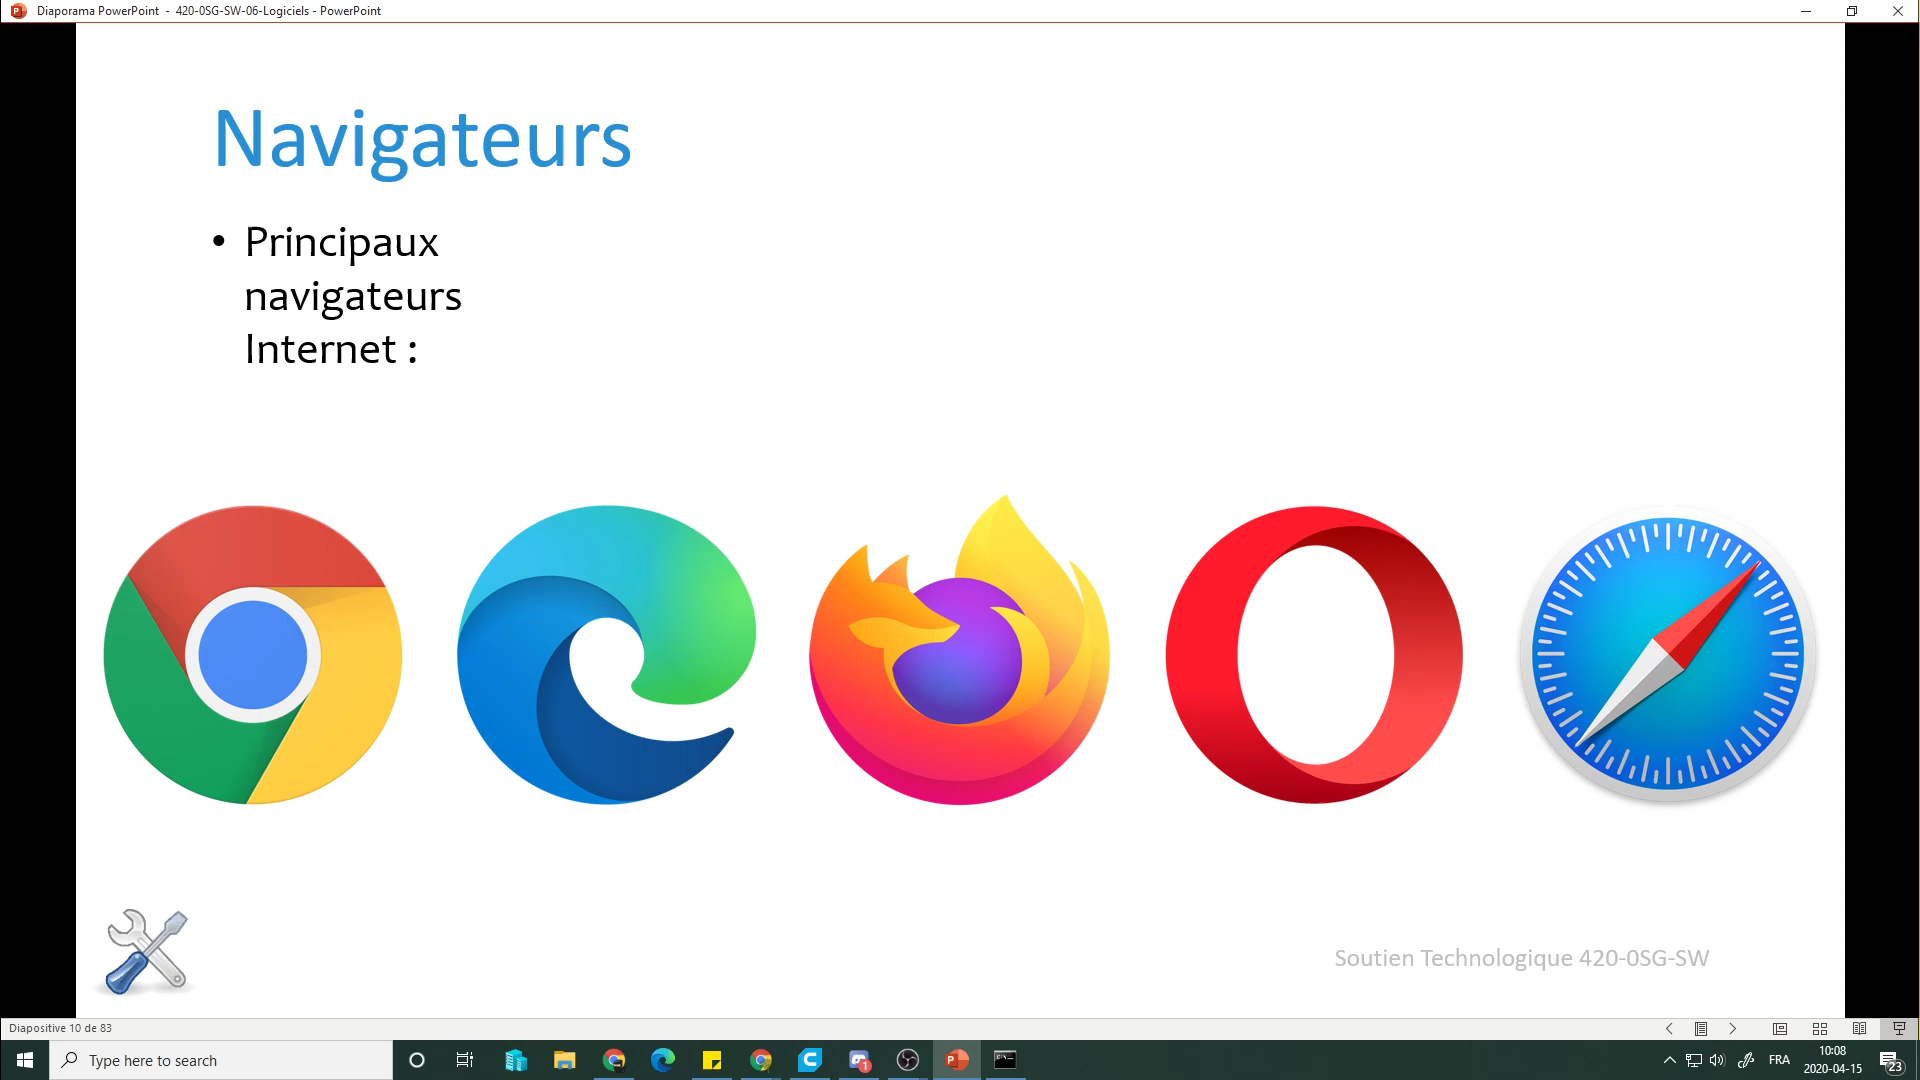 Diaporama PowerPoint - 420-0SG-SW-06-Logiciels - PowerPoint
Navigateurs
• Principaux
navigateurs
Internet :
Soutien Technologique 420-0SG-SW
Diapositive 10 de 83
Type here to search
1
FRA
10:08
2020-04-15
23